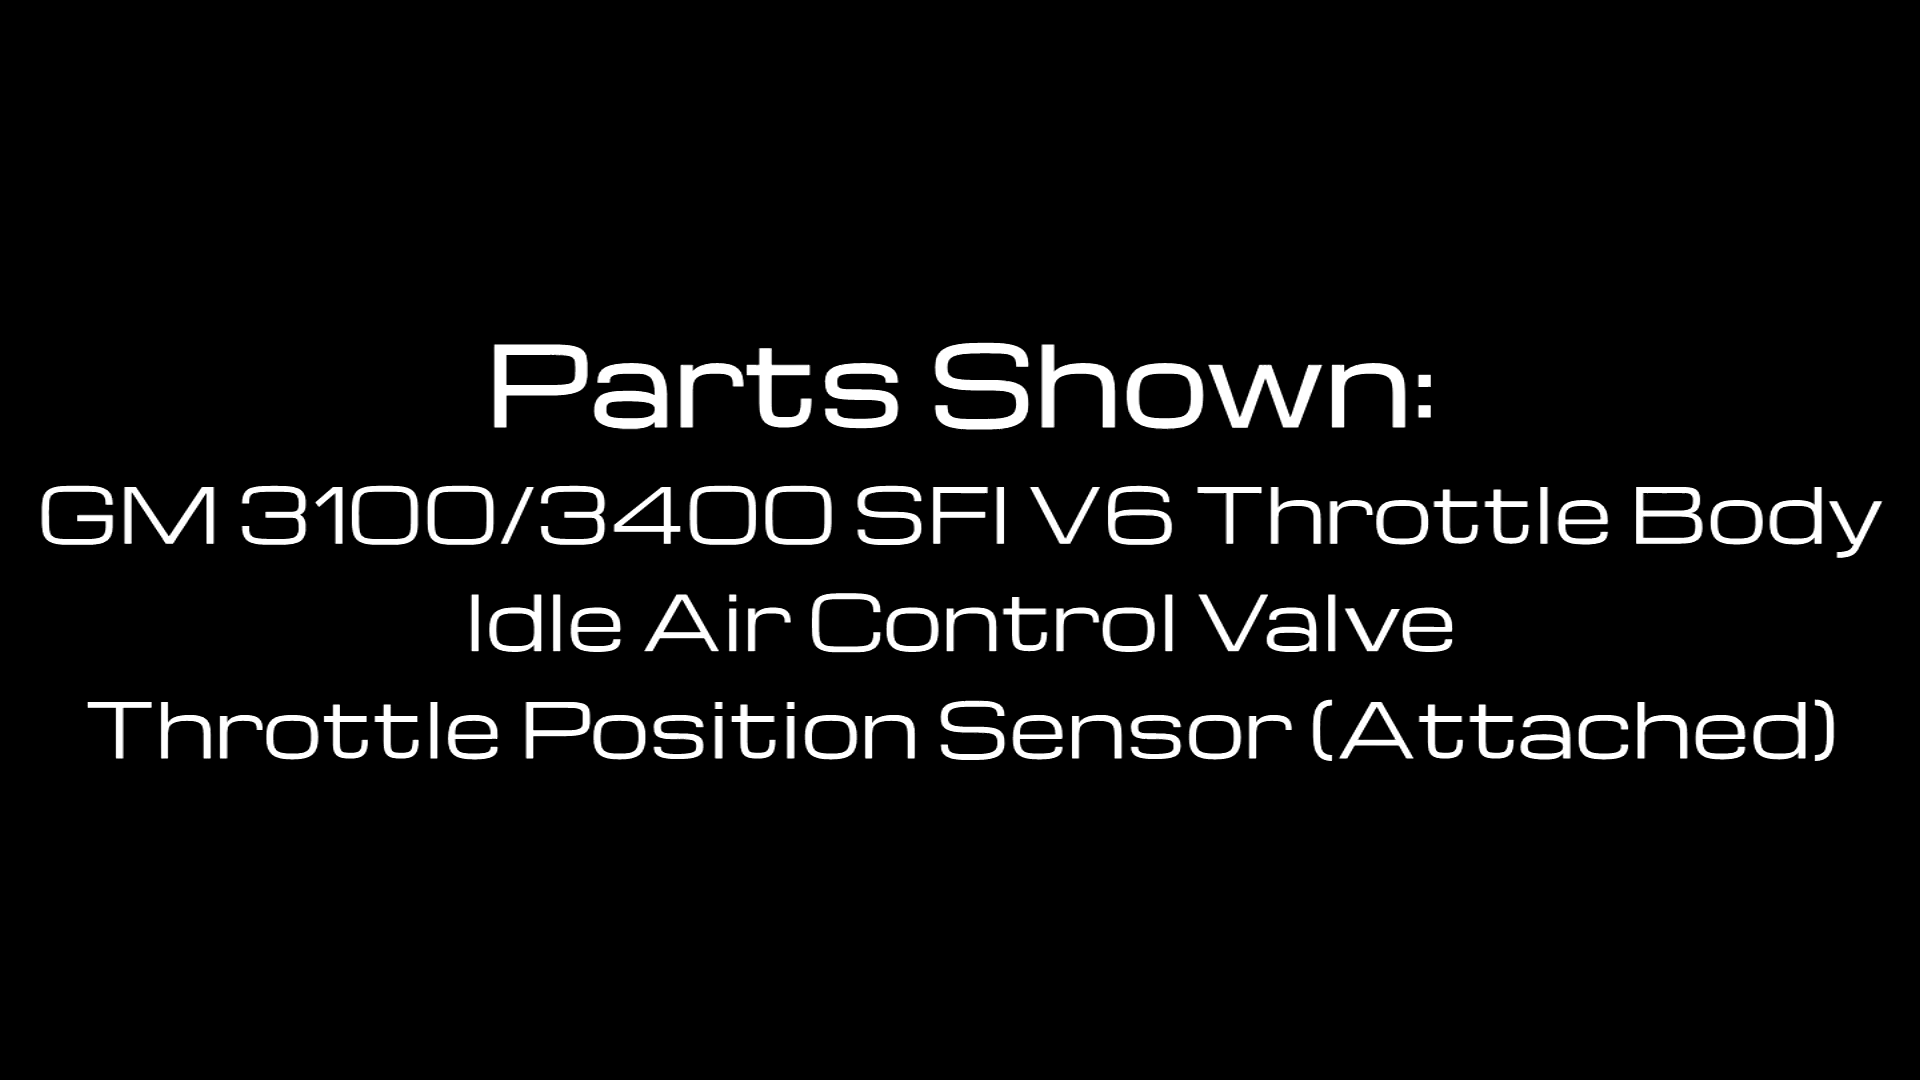 Parts Shown:
GM 3100/3400 SFI V6 Throttle Body
Idle Air Control Valve
Throttle Position Sensor (Attached)